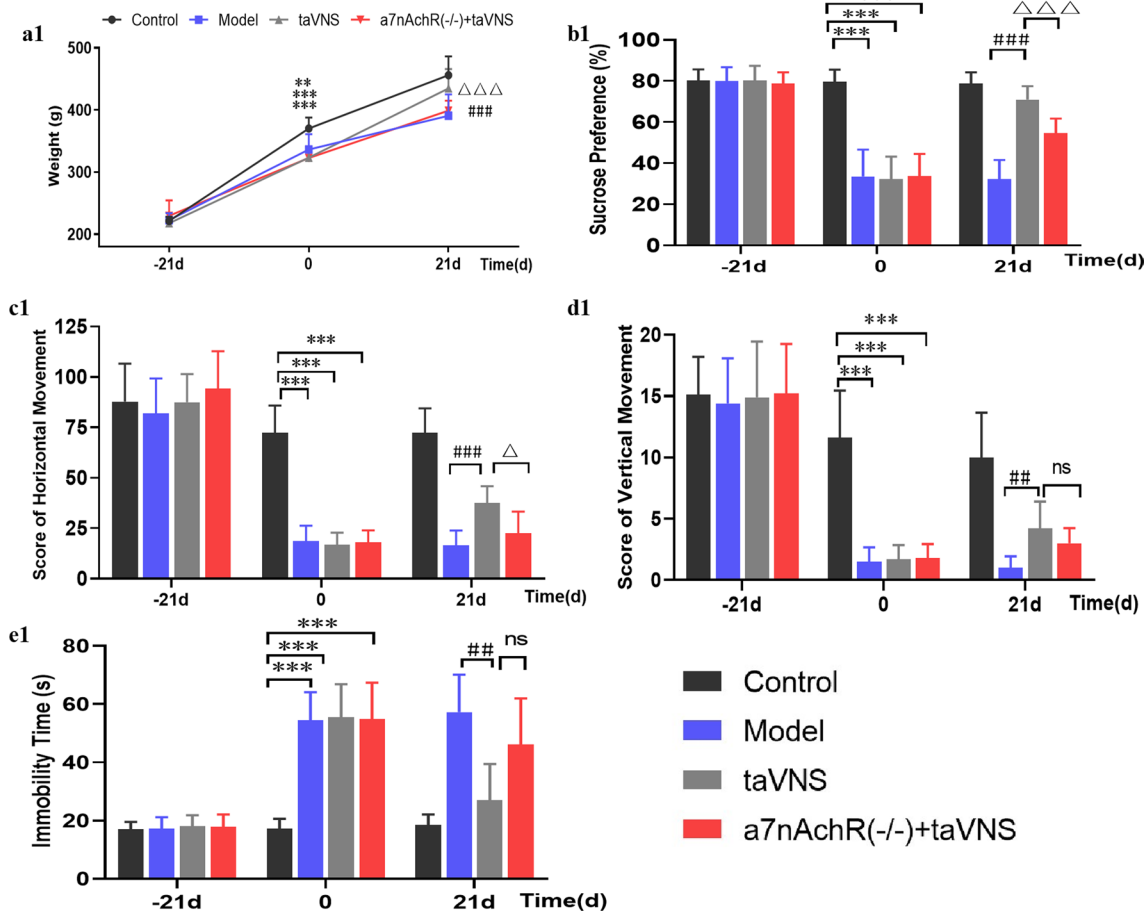 a1
Control Model taVNS a7nAchR(-/-)+taVNS
500
400
300
200
Weight (g)
**
***
***
△△△
###
-21d 0 21d Time(d)
b1
100
80
60
40
20
0
Sucrose Preference (%)
***
***
###
△△△
-21d 0 21d Time(d)
c1
125
100
75
50
25
0
Score of Horizontal Movement
***
***
***
###
△
-21d 0 21d Time(d)
d1
20
15
10
5
0
Score of Vertical Movement
***
***
***
##
ns
-21d 0 21d Time(d)
e1
80
60
40
20
0
Immobility Time (s)
***
***
***
##
ns
-21d 0 21d Time(d)
Control
Model
taVNS
a7nAchR(-/-)+taVNS